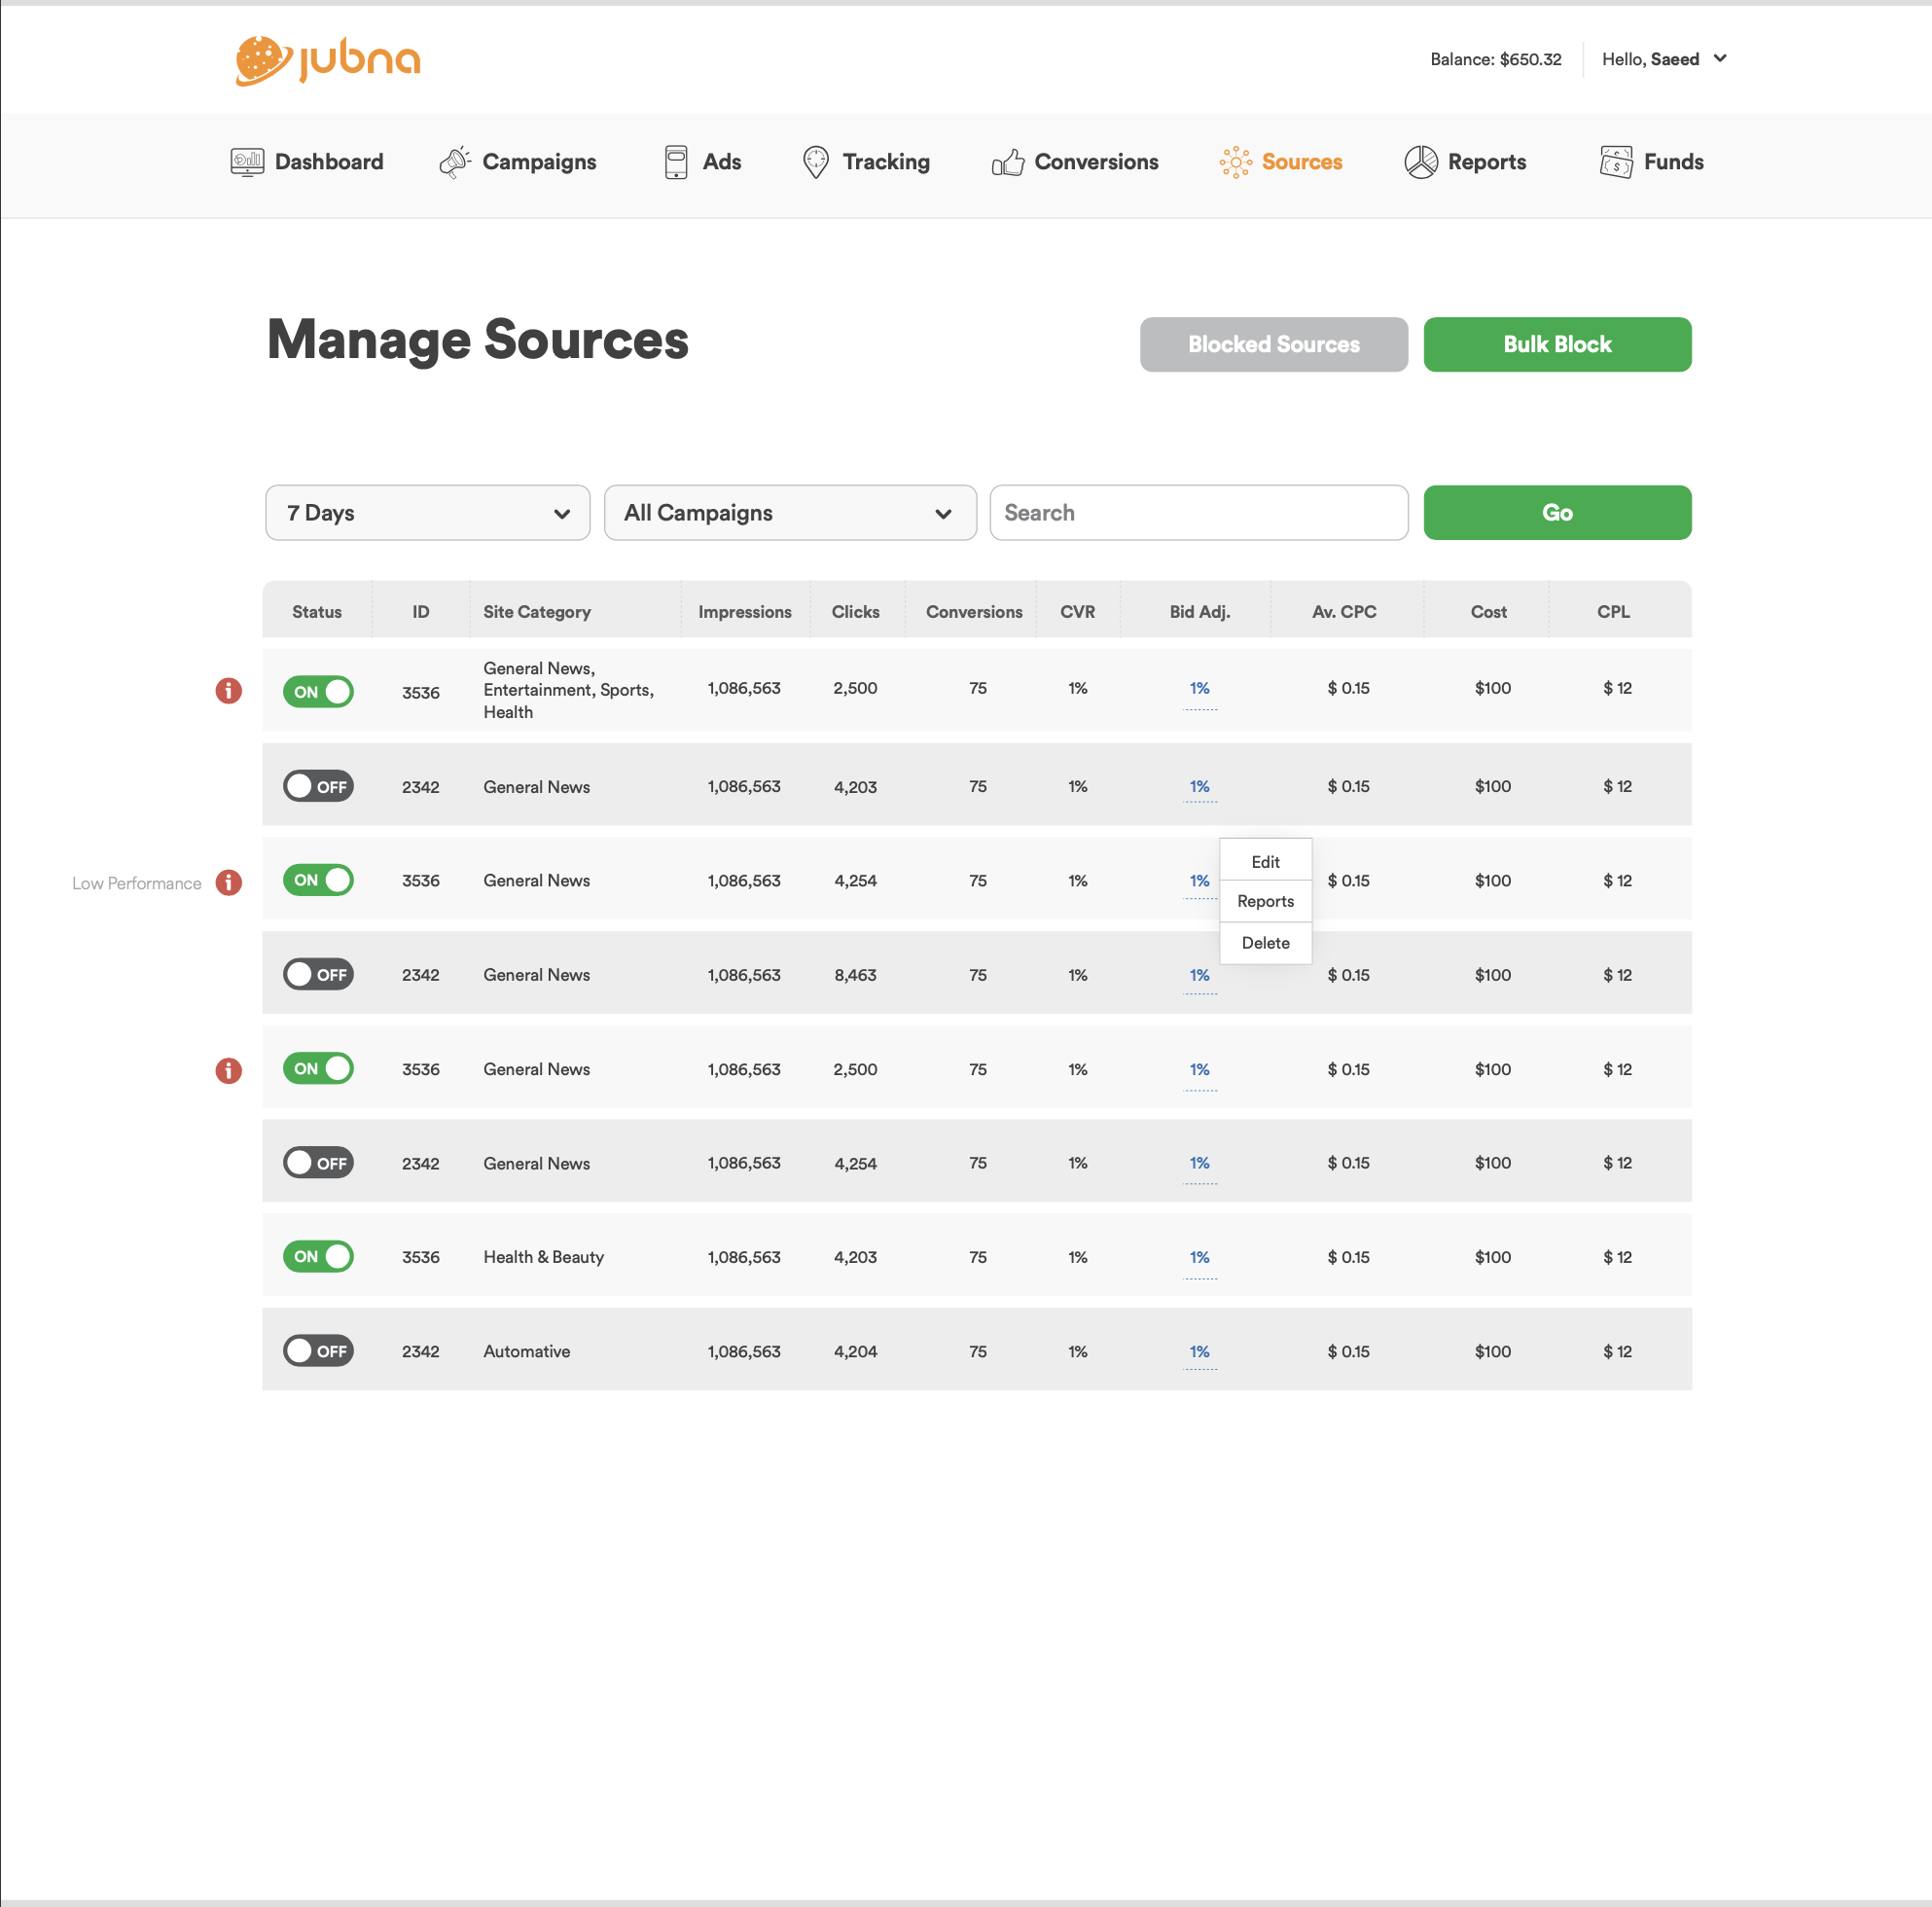 jubna
Balance: $650.32
Hello, Saeed
Dashboard Campaigns Ads Tracking Conversions Sources Reports Funds
Manage Sources
Blocked Sources
Bulk Block
7 Days
All Campaigns
Search
Go
Status ID Site Category Impressions Clicks Conversions CVR Bid Adj. Av. CPC Cost CPL
General News,
ON 3536 Entertainment, Sports, 1,086,563 2,500 75 1% 1% $ 0.15 $100 $ 12
Health
OFF 2342 General News 1,086,563 4,203 75 1% 1% $ 0.15 $100 $ 12
Edit
Low Performance ON 3536 General News 1,086,563 4,254 75 1% 1% $ 0.15 $100 $ 12
Reports
Delete
OFF 2342 General News 1,086,563 8,463 75 1% 1% $ 0.15 $100 $ 12
ON 3536 General News 1,086,563 2,500 75 1% 1% $ 0.15 $100 $ 12
OFF 2342 General News 1,086,563 4,254 75 1% 1% $ 0.15 $100 $ 12
ON 3536 Health & Beauty 1,086,563 4,203 75 1% 1% $ 0.15 $100 $ 12
OFF 2342 Automative 1,086,563 4,204 75 1% 1% $ 0.15 $100 $ 12